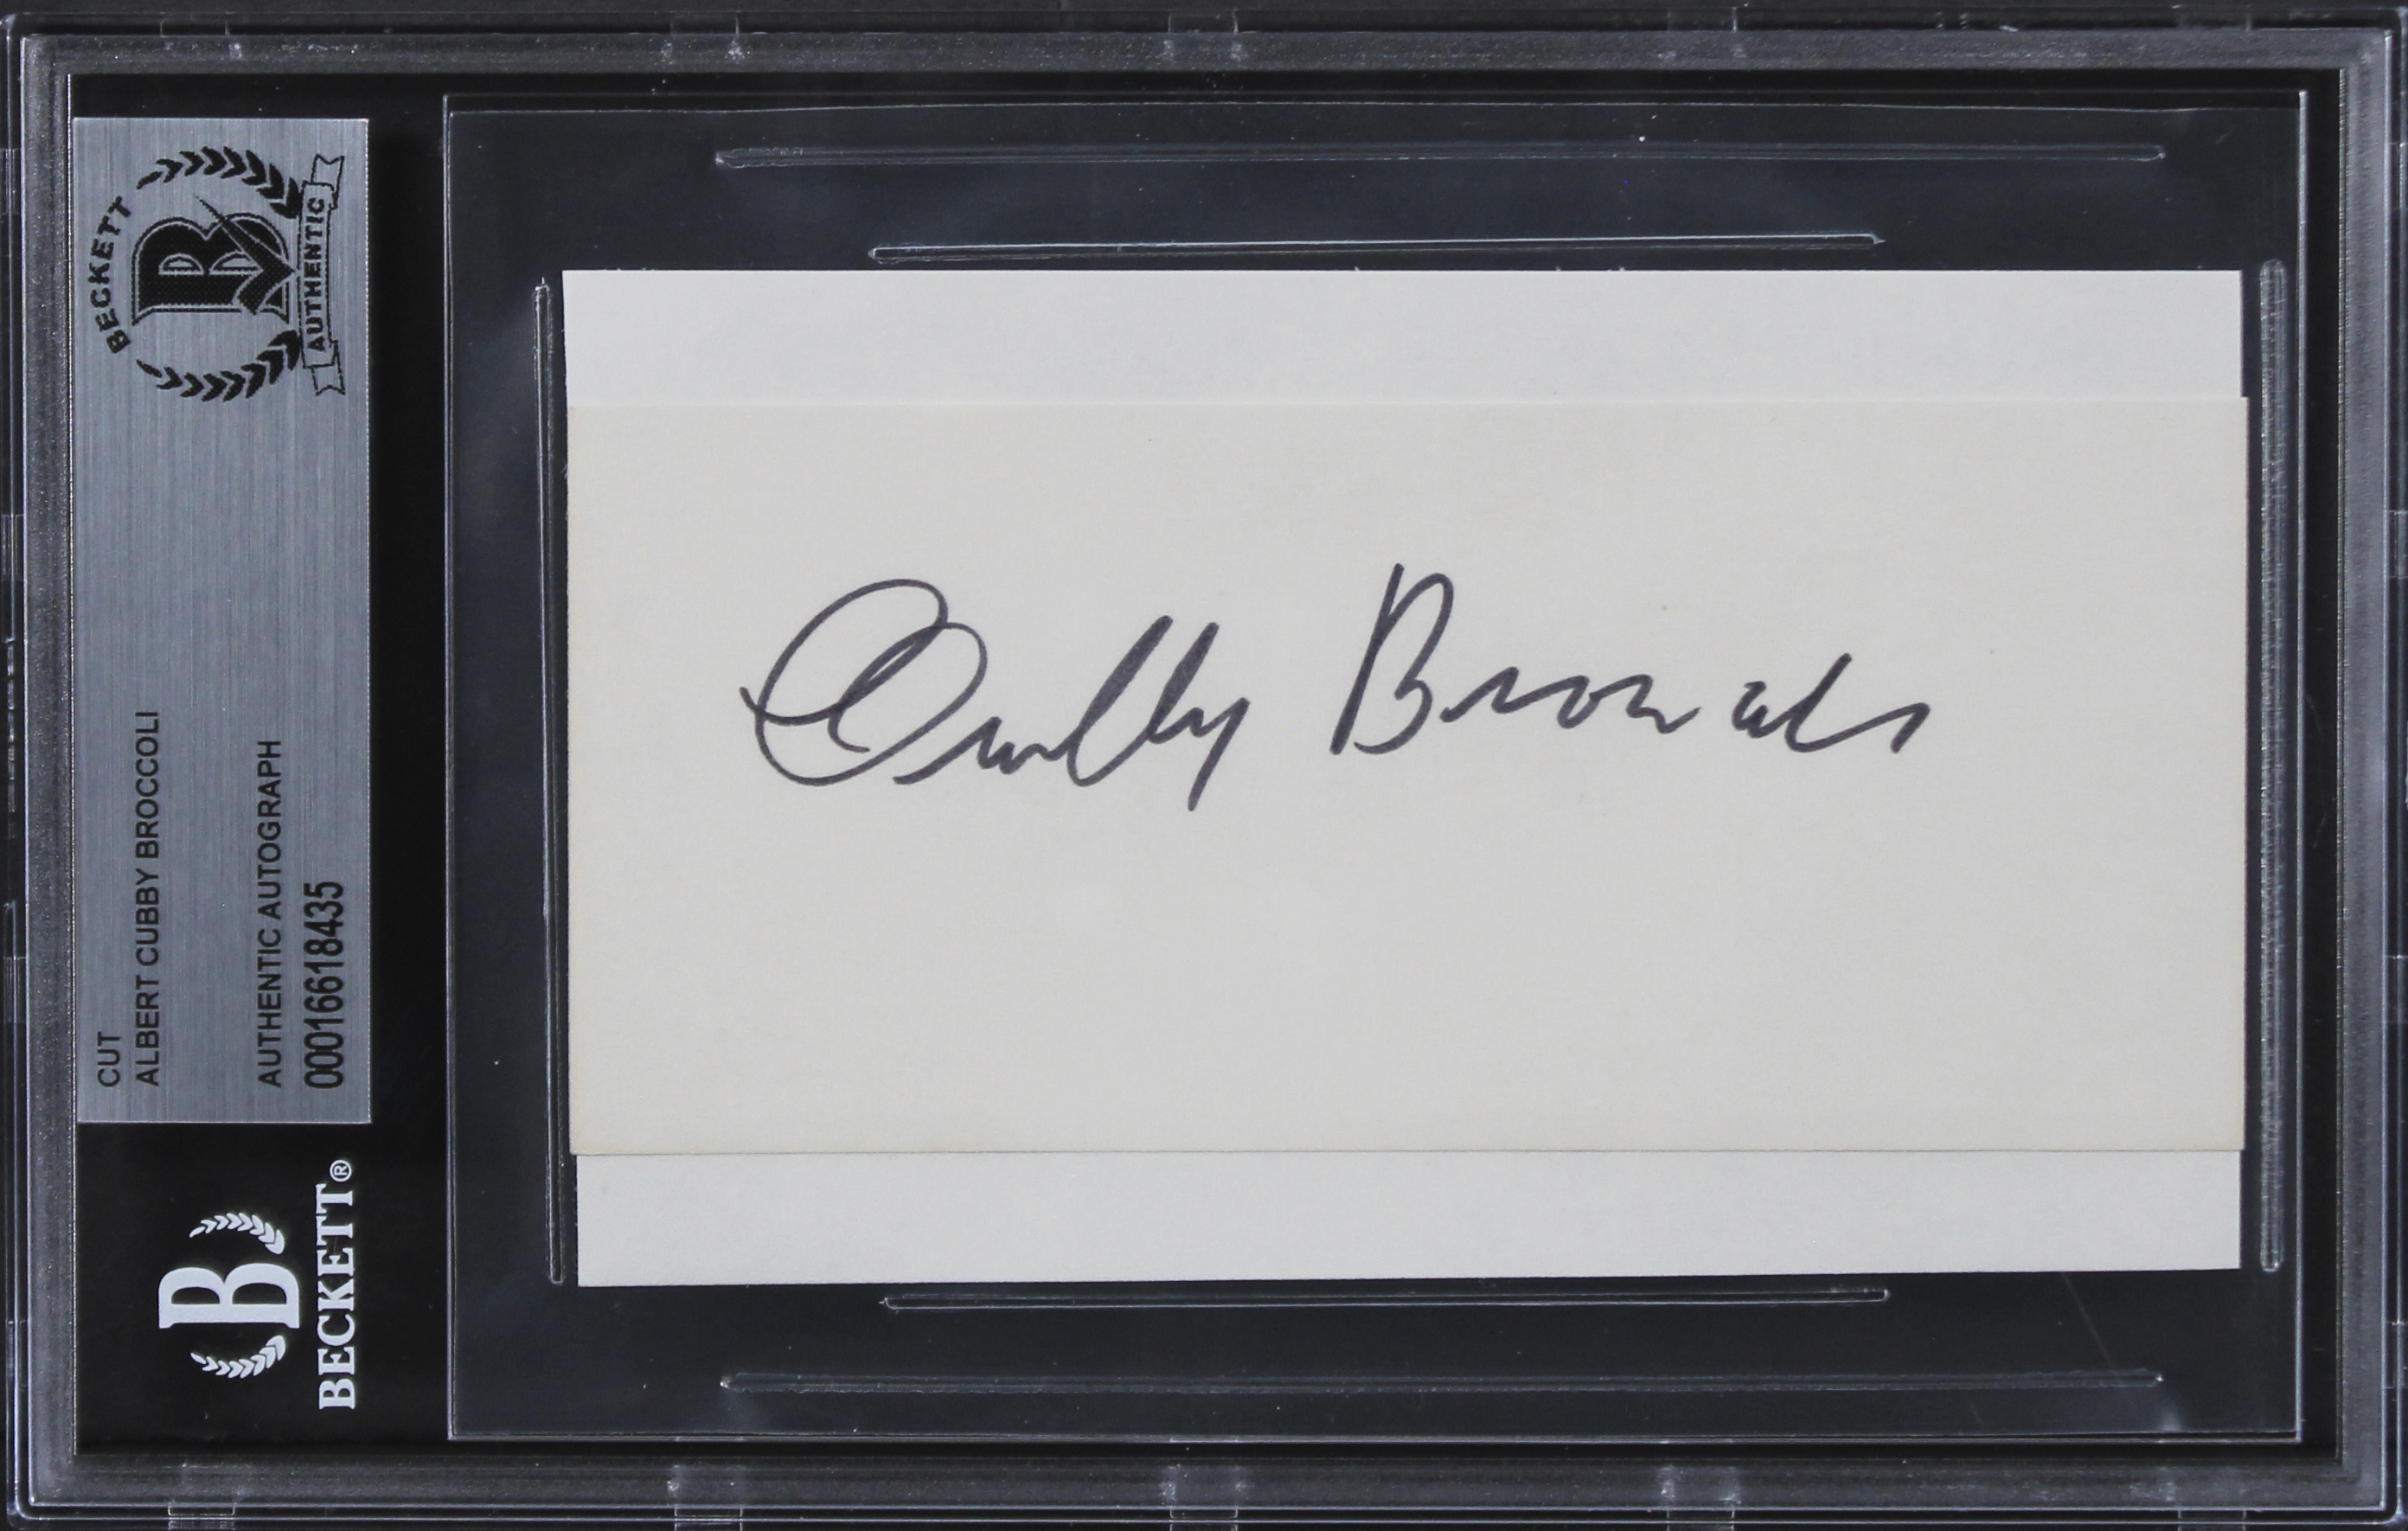 BECKETT
B
AUTHENTIC
CUT
ALBERT CUBBY BROCCOLI
AUTHENTIC AUTOGRAPH
00016618435
B
BECKETT®
Cubby Broccoli